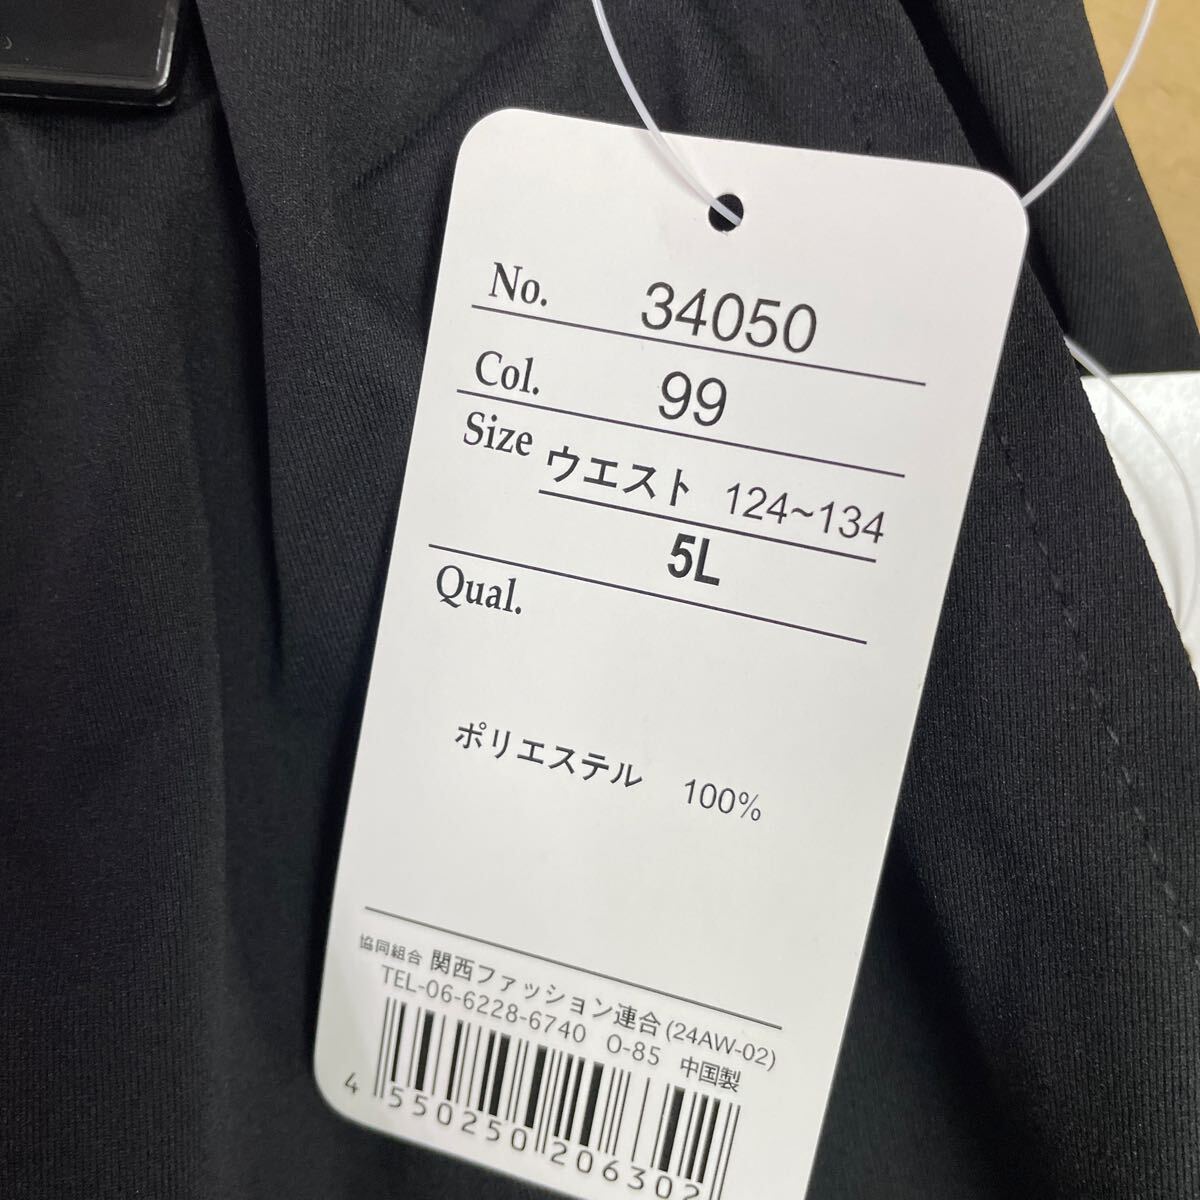 No. 34050
Col. 99
Size ウエスト 124~134
5L
Qual.
ポリエステル 100%
協同組合 関西ファッション連合 (24AW-02)
TEL-06-6228-6740 O-85 中国製
4 550250 206302